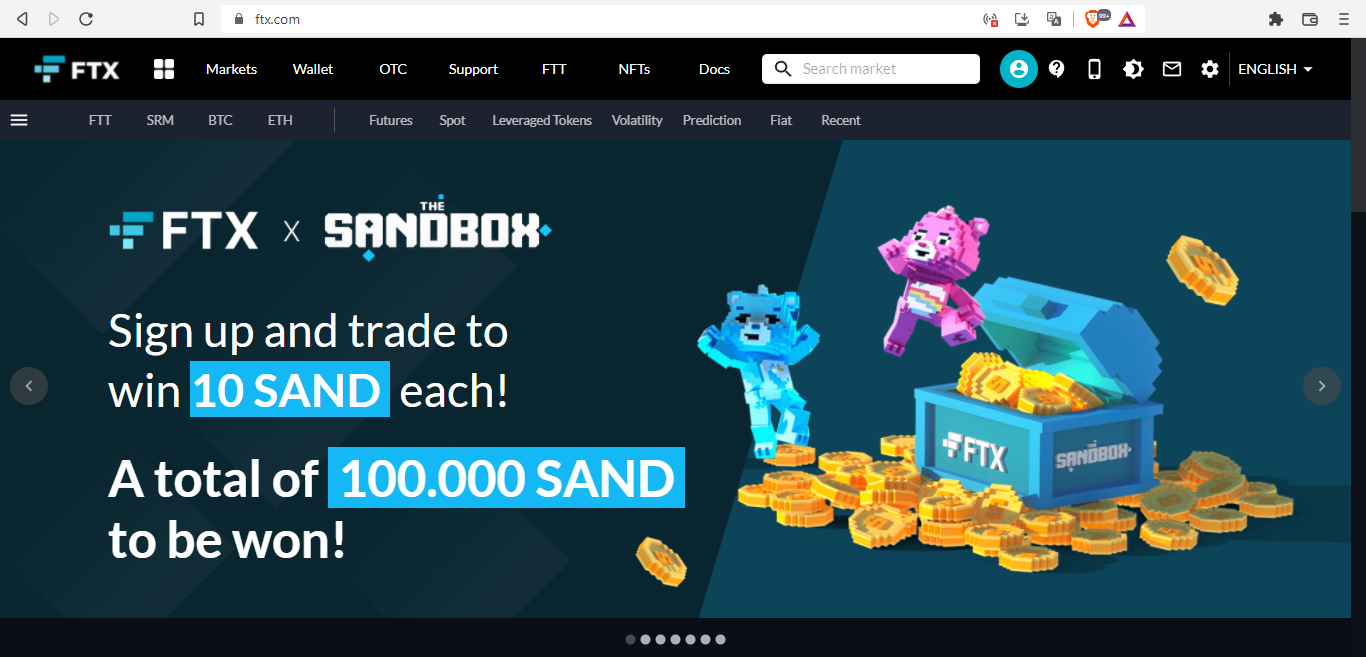 ftx.com
99+
FTX
Markets
Wallet
OTC
Support
FTT
NFTs
Docs
Search market
ENGLISH
FTT
SRM
BTC
ETH
Futures
Spot
Leveraged Tokens
Volatility
Prediction
Fiat
Recent
FTX X THE SANDBOX
Sign up and trade to
win 10 SAND each!
A total of 100.000 SAND
to be won!
FTX
THE SANDBOX